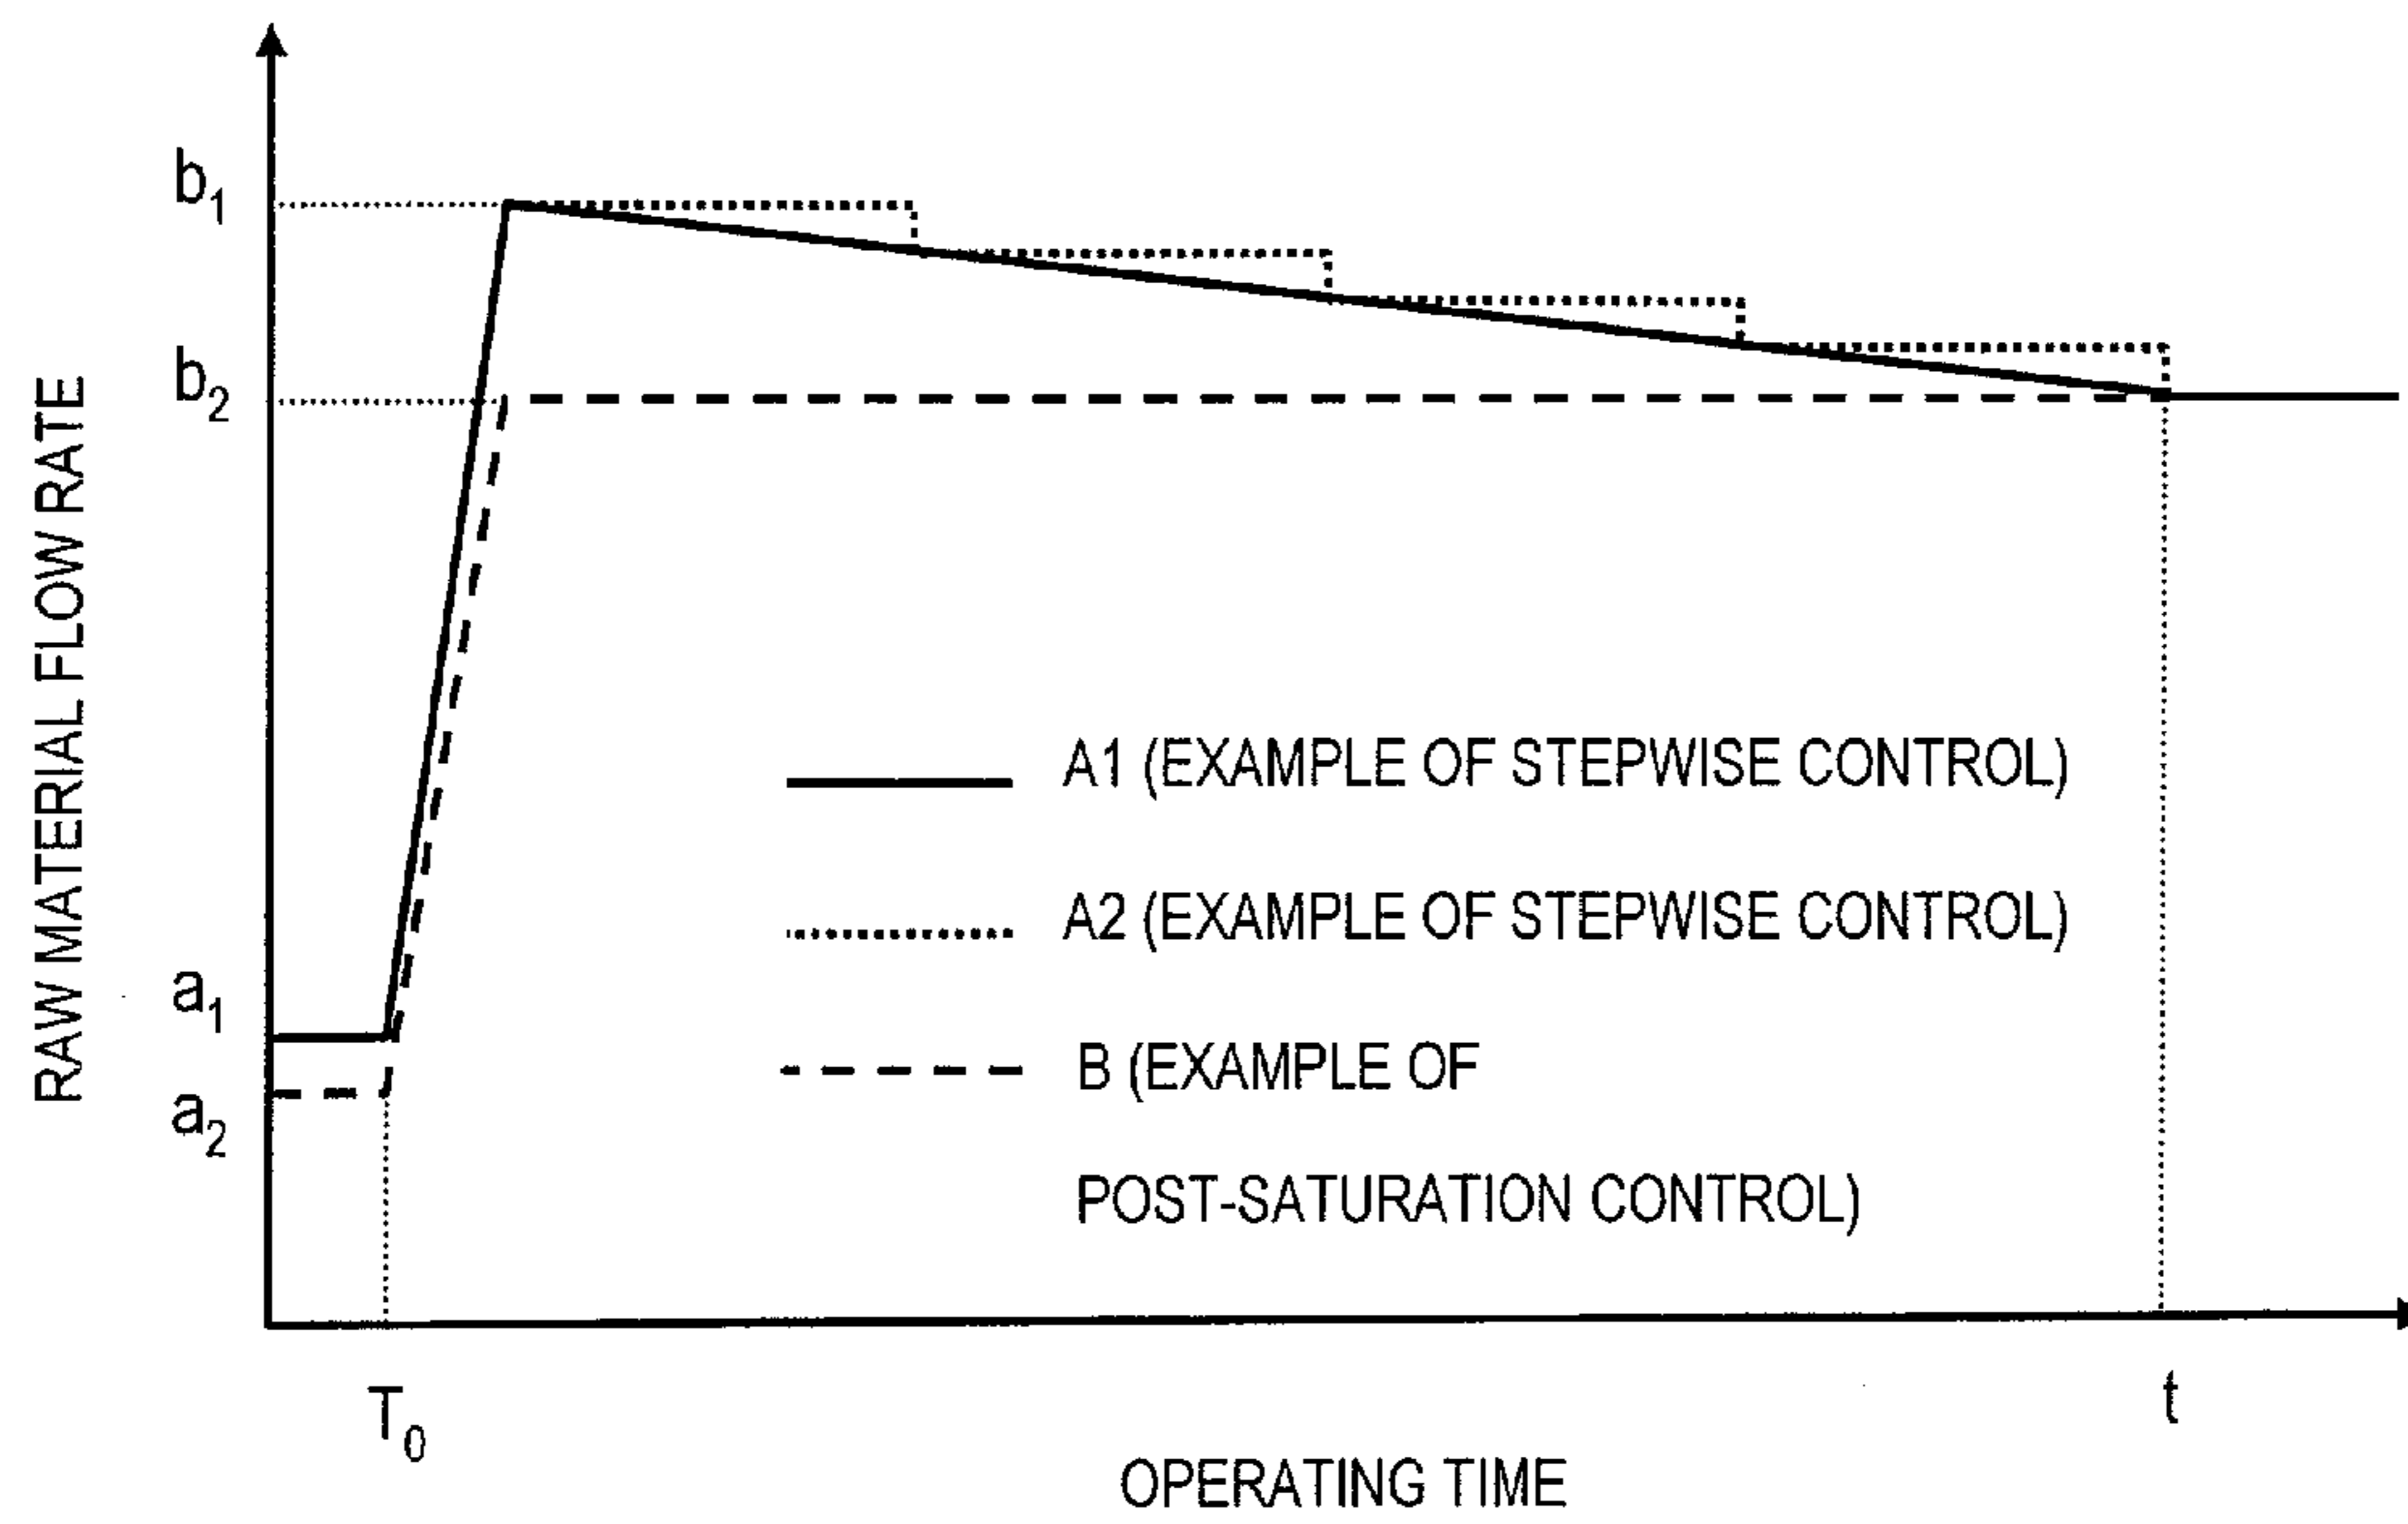 b1
b2
RAW MATERIAL FLOW RATE
A1 (EXAMPLE OF STEPWISE CONTROL)
A2 (EXAMPLE OF STEPWISE CONTROL)
a1
B (EXAMPLE OF
a2
POST-SATURATION CONTROL)
T0
t
OPERATING TIME